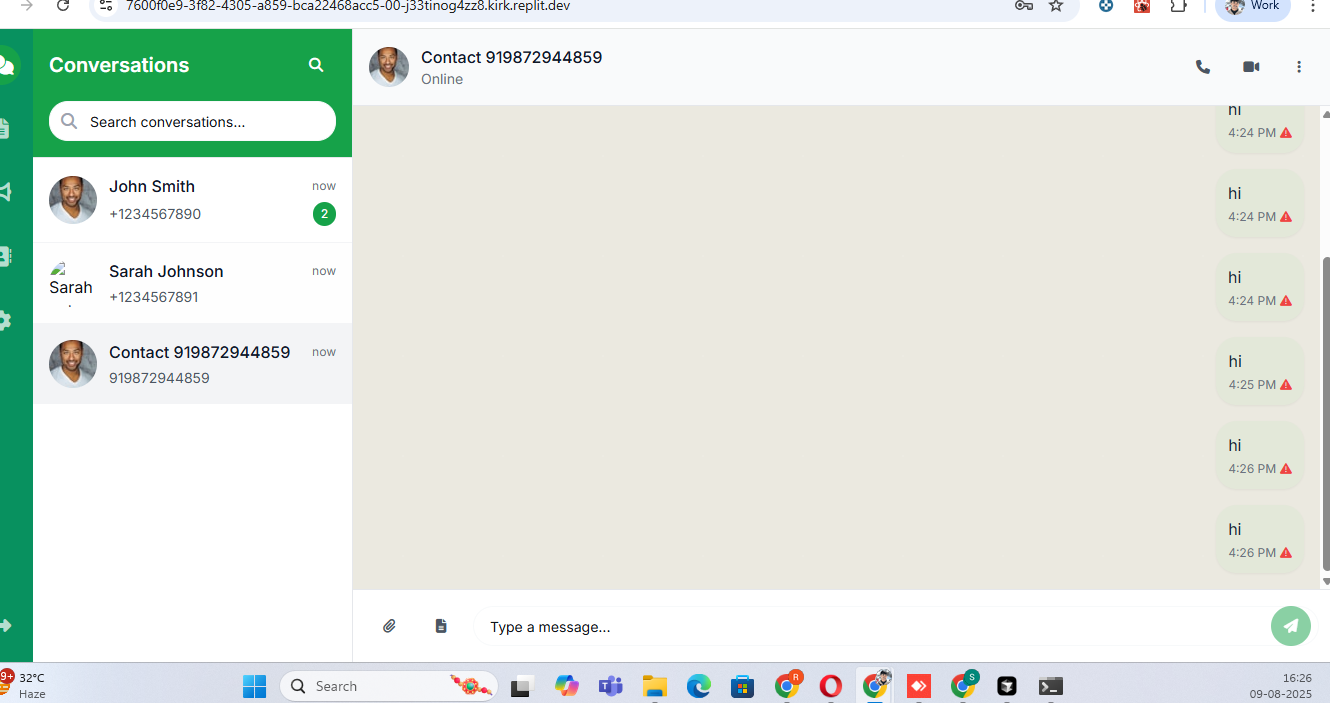 7600f0e9-3f82-4305-a859-bca22468acc5-00-j33tinog4zz8.kirk.replit.dev
Work
Conversations
Search conversations...
John Smith
now
+1234567890
2
Sarah
Sarah Johnson
now
+1234567891
Contact 919872944859
now
919872944859
Contact 919872944859
Online
hi
4:24 PM
hi
4:24 PM
hi
4:24 PM
hi
4:25 PM
hi
4:26 PM
hi
4:26 PM
Type a message...
9+
32°C
Haze
Search
R
S
16:26
09-08-2025